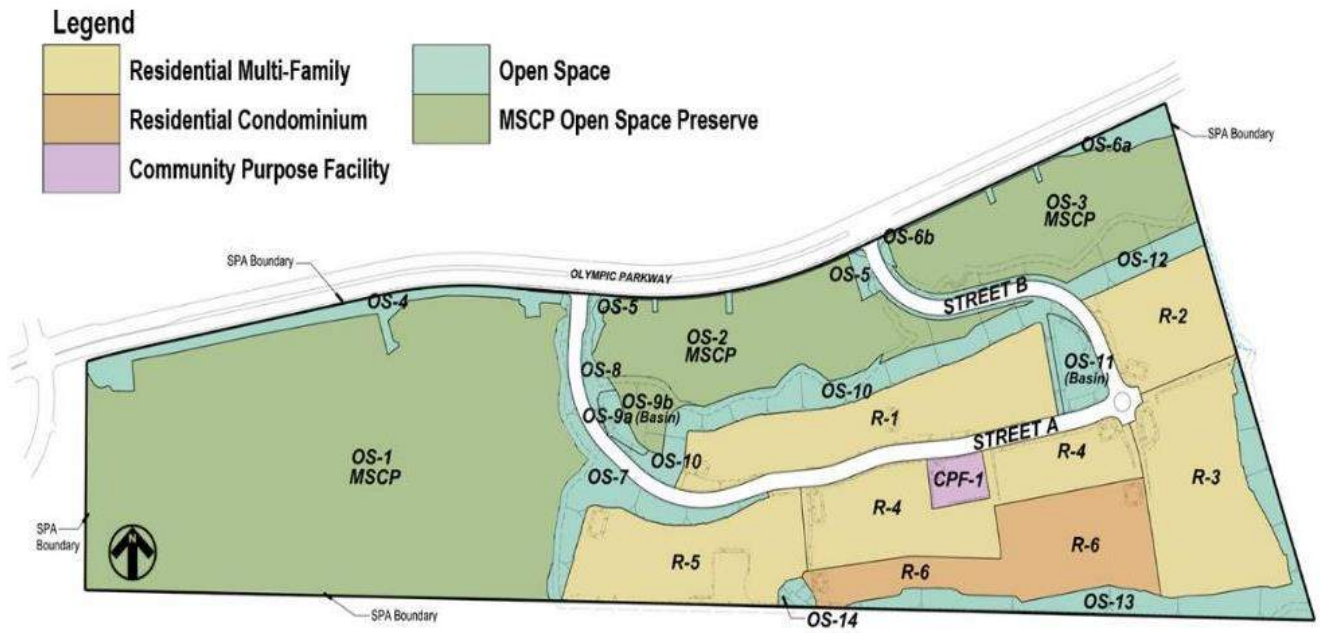 Legend
Residential Multi-Family
Residential Condominium
Community Purpose Facility
Open Space
MSCP Open Space Preserve
SPA Boundary
OS-6a
OS-3
MSCP
OS-6b
OS-12
SPA Boundary
OLYMPIC PARKWAY
OS-5
STREET B
OS-4
OS-5
R-2
OS-2
MSCP
OS-8
OS-11
(Basin)
OS-10
OS-9b
(Basin)
OS-9a
R-1
STREET A
OS-1
MSCP
OS-10
OS-7
R-4
CPF-1
R-3
R-4
SPA
Boundary
N
R-6
R-5
R-6
OS-13
SPA Boundary
OS-14